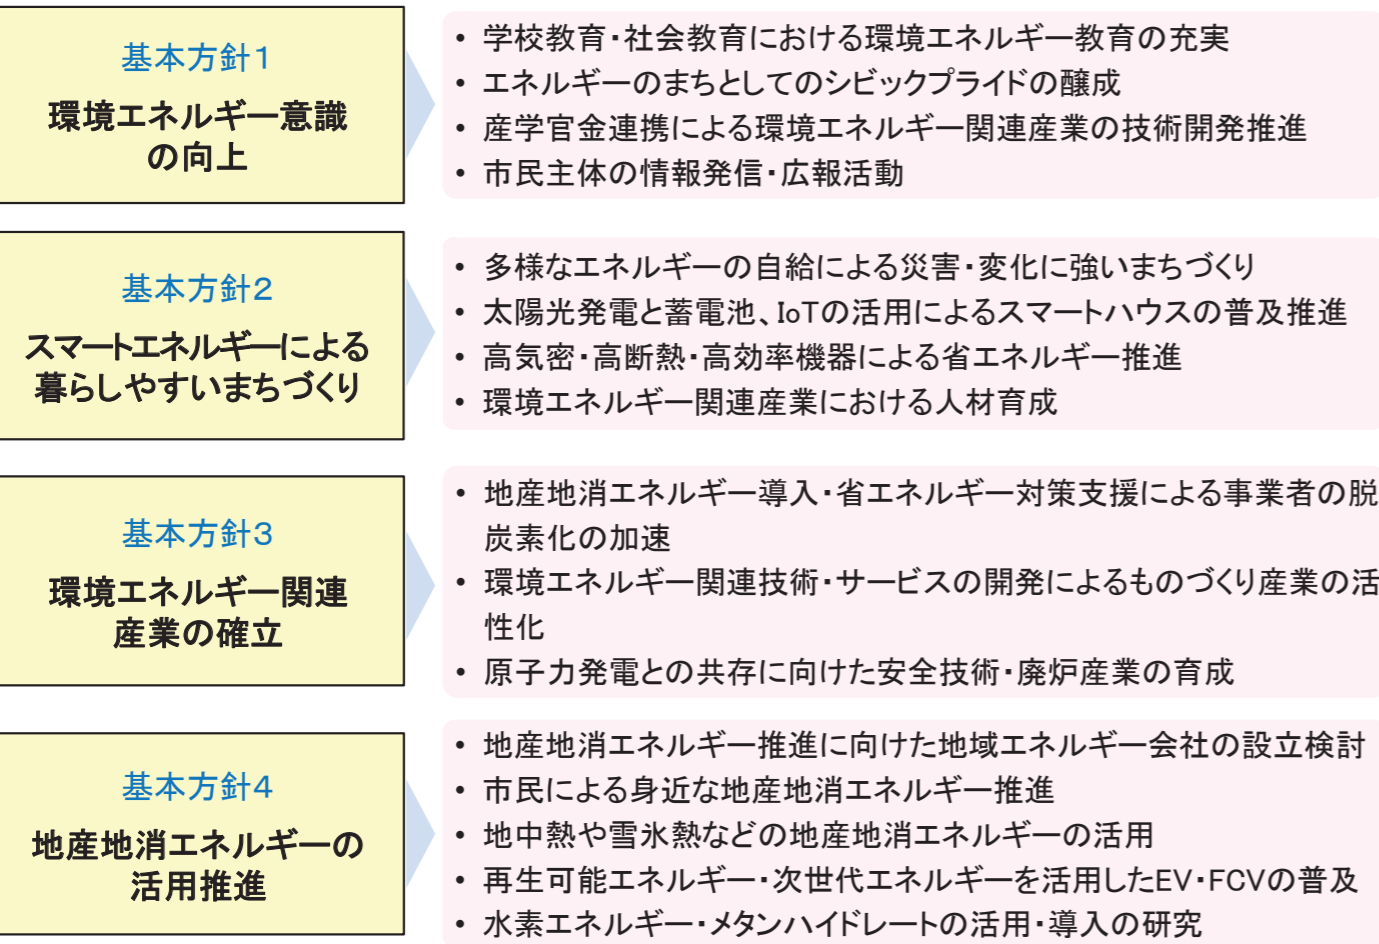 基本方針1
環境エネルギー意識
の向上
• 学校教育・社会教育における環境エネルギー教育の充実
• エネルギーのまちとしてのシビックプライドの醸成
• 産学官金連携による環境エネルギー関連産業の技術開発推進
• 市民主体の情報発信・広報活動
基本方針2
スマートエネルギーによる
暮らしやすいまちづくり
• 多様なエネルギーの自給による災害・変化に強いまちづくり
• 太陽光発電と蓄電池、IoTの活用によるスマートハウスの普及推進
• 高気密・高断熱・高効率機器による省エネルギー推進
• 環境エネルギー関連産業における人材育成
基本方針3
環境エネルギー関連
産業の確立
• 地産地消エネルギー導入・省エネルギー対策支援による事業者の脱
炭素化の加速
• 環境エネルギー関連技術・サービスの開発によるものづくり産業の活
性化
• 原子力発電との共存に向けた安全技術・廃炉産業の育成
基本方針4
地産地消エネルギーの
活用推進
• 地産地消エネルギー推進に向けた地域エネルギー会社の設立検討
• 市民による身近な地産地消エネルギー推進
• 地中熱や雪氷熱などの地産地消エネルギーの活用
• 再生可能エネルギー・次世代エネルギーを活用したEV・FCVの普及
• 水素エネルギー・メタンハイドレートの活用・導入の研究